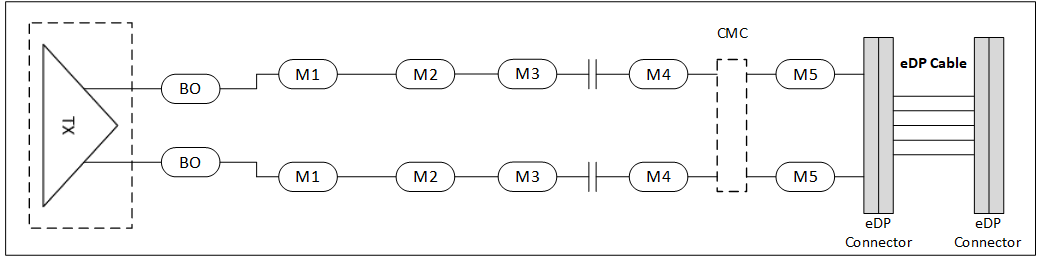 CMC
M1 M2 M3 M4 M5
eDP Cable
BO
TX
BO
M1 M2 M3 M4 M5
eDP
Connector
eDP
Connector